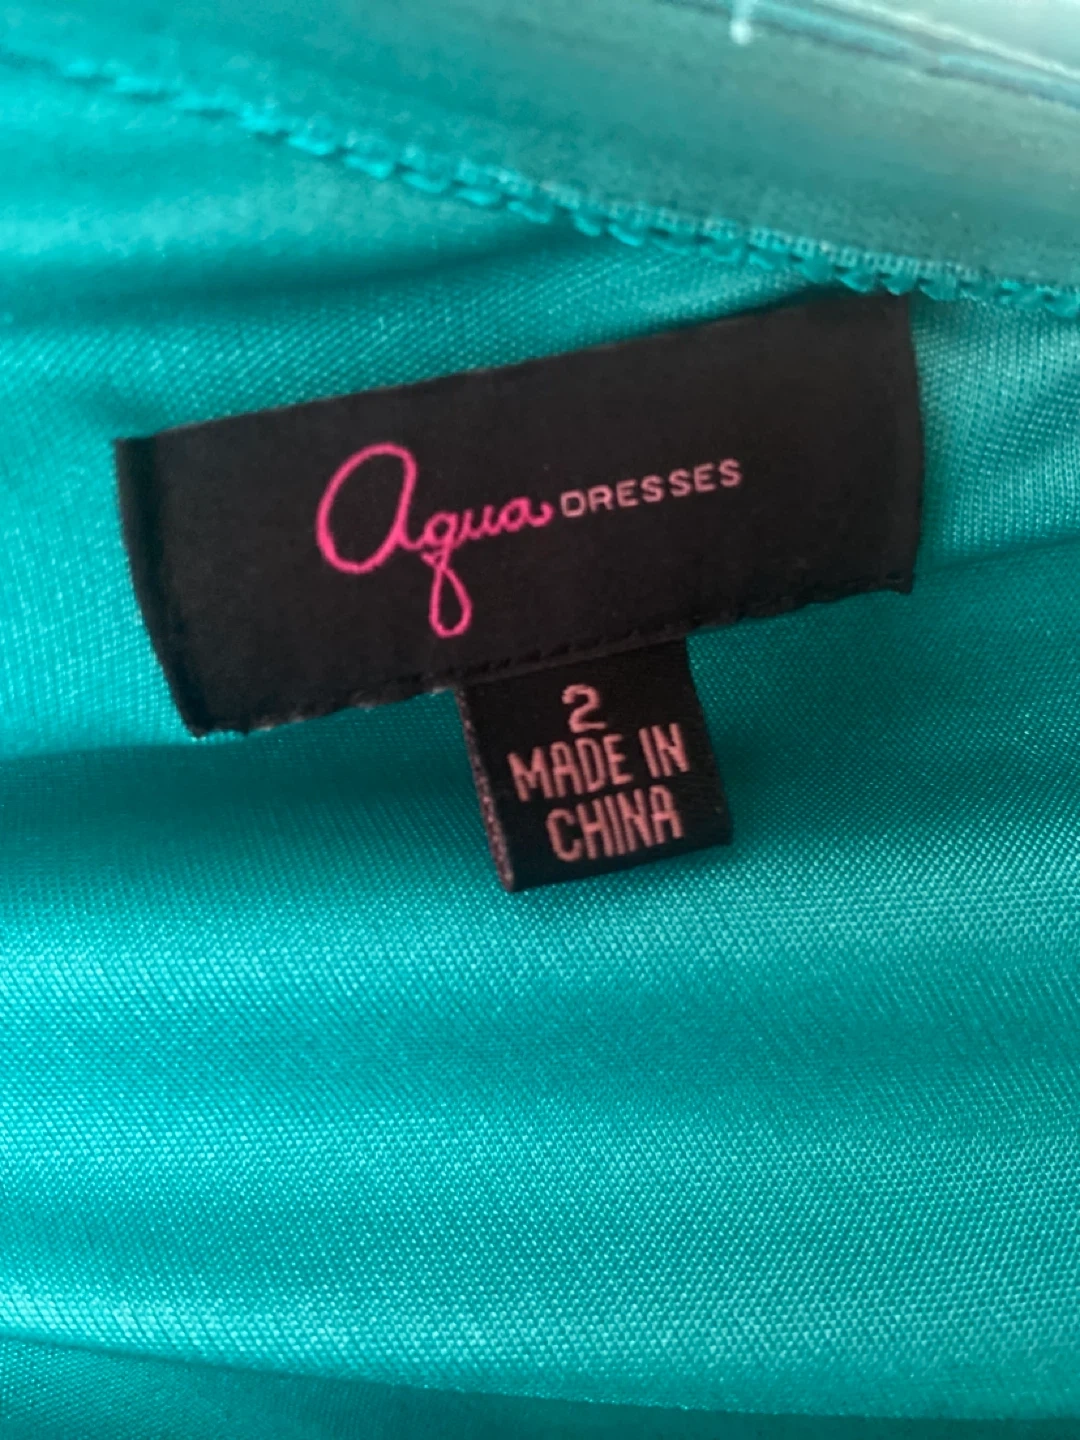 Aqua DRESSES
2
MADE IN
CHINA